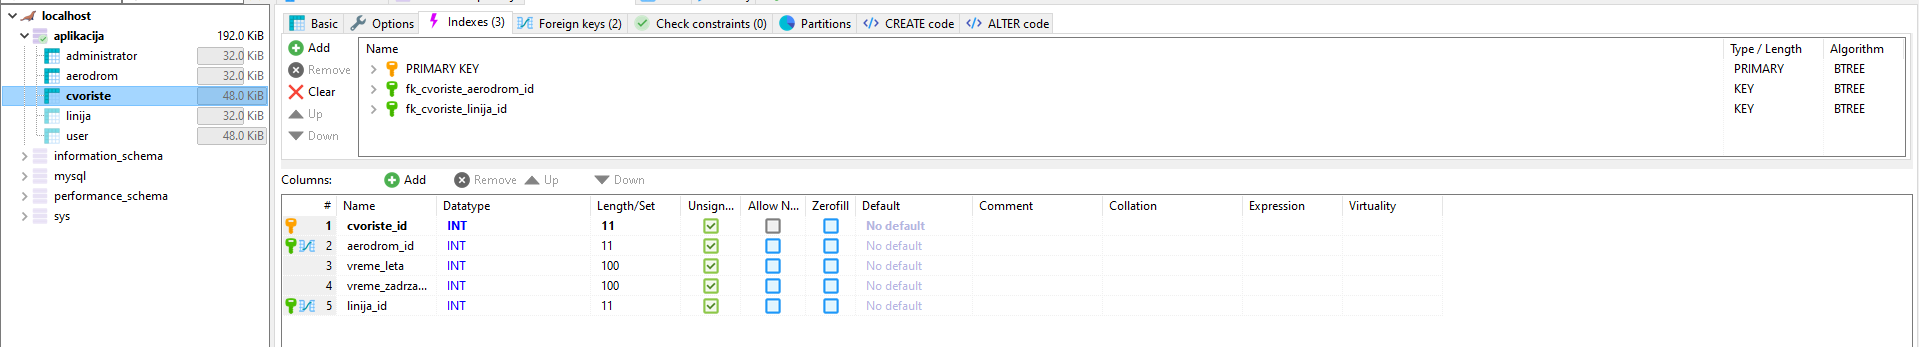 localhost
aplikacija 192.0 KiB
administrator 32.0 KiB
aerodrom 32.0 KiB
cvoriste 48.0 KiB
linija 32.0 KiB
user 48.0 KiB
information_schema
mysql
performance_schema
sys
Basic Options Indexes (3) Foreign keys (2) Check constraints (0) Partitions CREATE code ALTER code
Add
Remove
Clear
Up
Down
Name Type / Length Algorithm
PRIMARY KEY PRIMARY BTREE
fk_cvoriste_aerodrom_id KEY BTREE
fk_cvoriste_linija_id KEY BTREE
Columns: Add Remove Up Down
# Name Datatype Length/Set Unsign... Allow N... Zerofill Default Comment Collation Expression Virtuality
1 cvoriste_id INT 11 No default
2 aerodrom_id INT 11 No default
3 vreme_leta INT 100 No default
4 vreme_zadrza... INT 100 No default
5 linija_id INT 11 No default